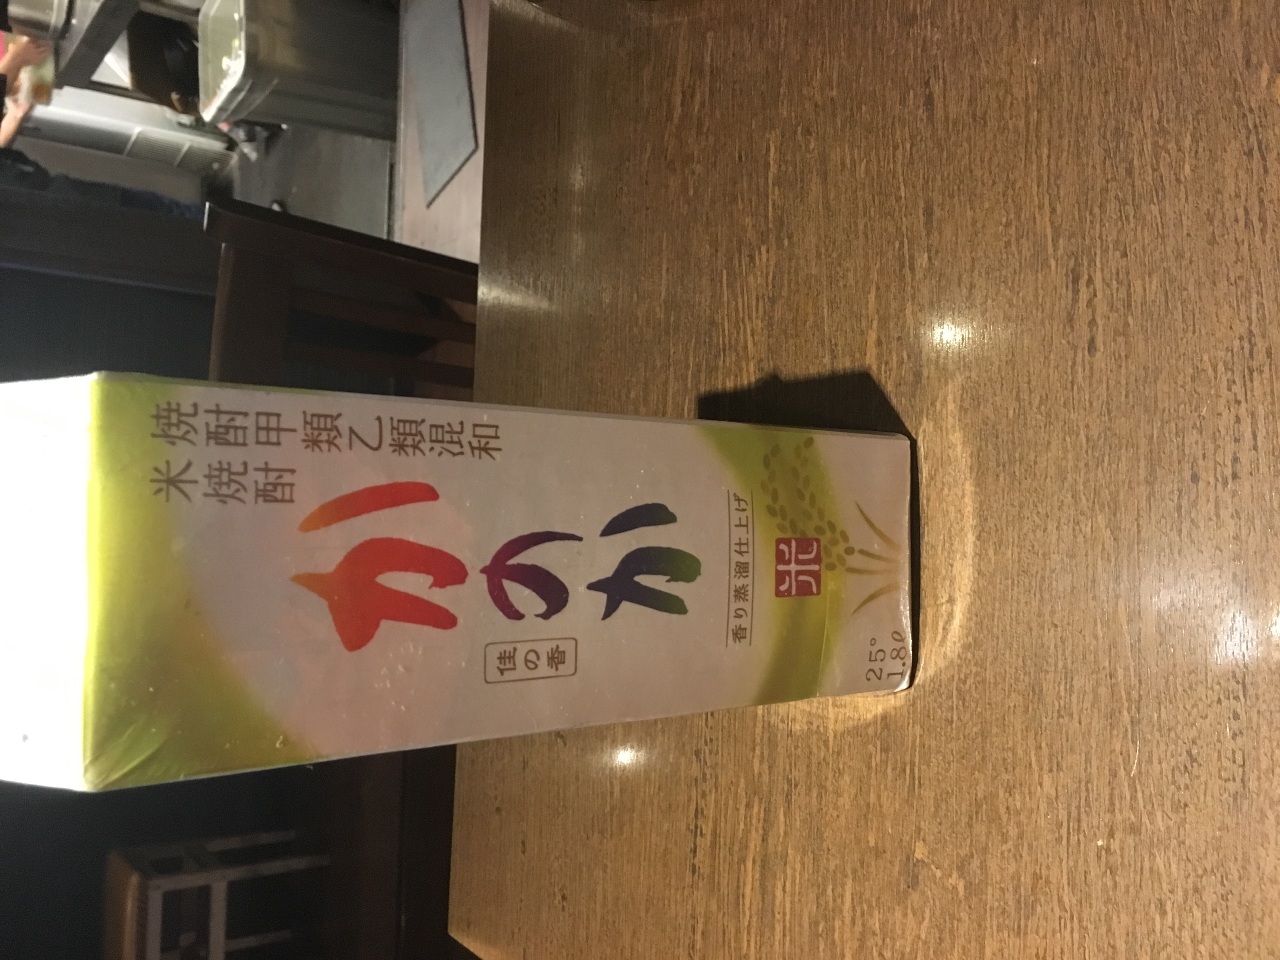 焼酎甲類乙類混和
米焼酎
かのか
佳の香
香り蒸溜仕上げ
米
25°
1.8ℓ